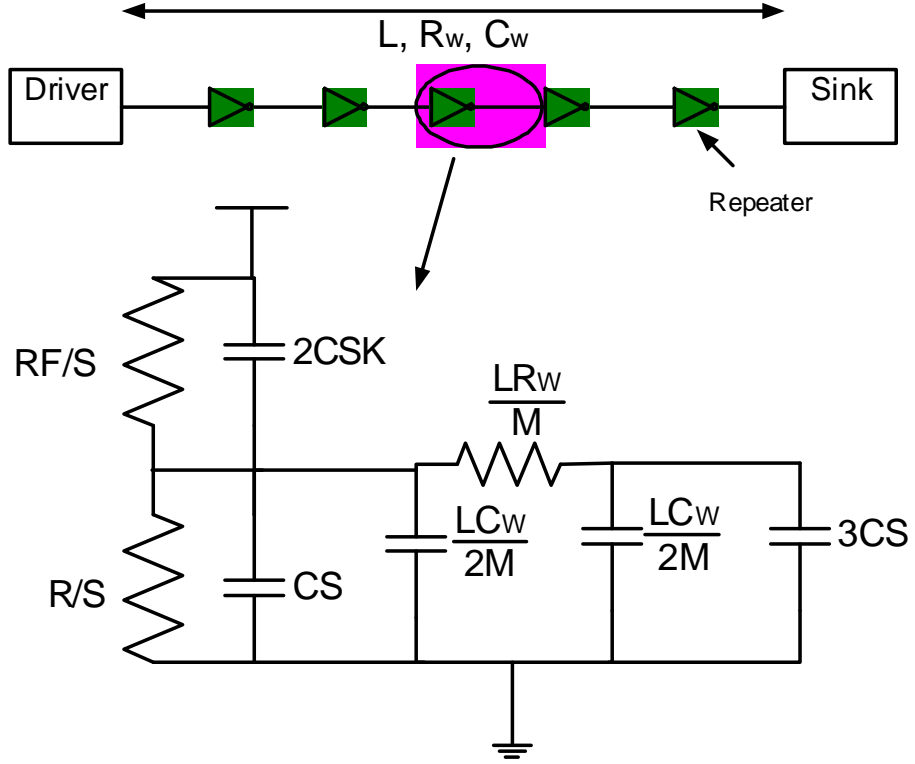 L, Rw, Cw
Driver
Sink
Repeater
RF/S
2CSK
LRw
M
R/S
CS
LCw
2M
LCw
2M
3CS